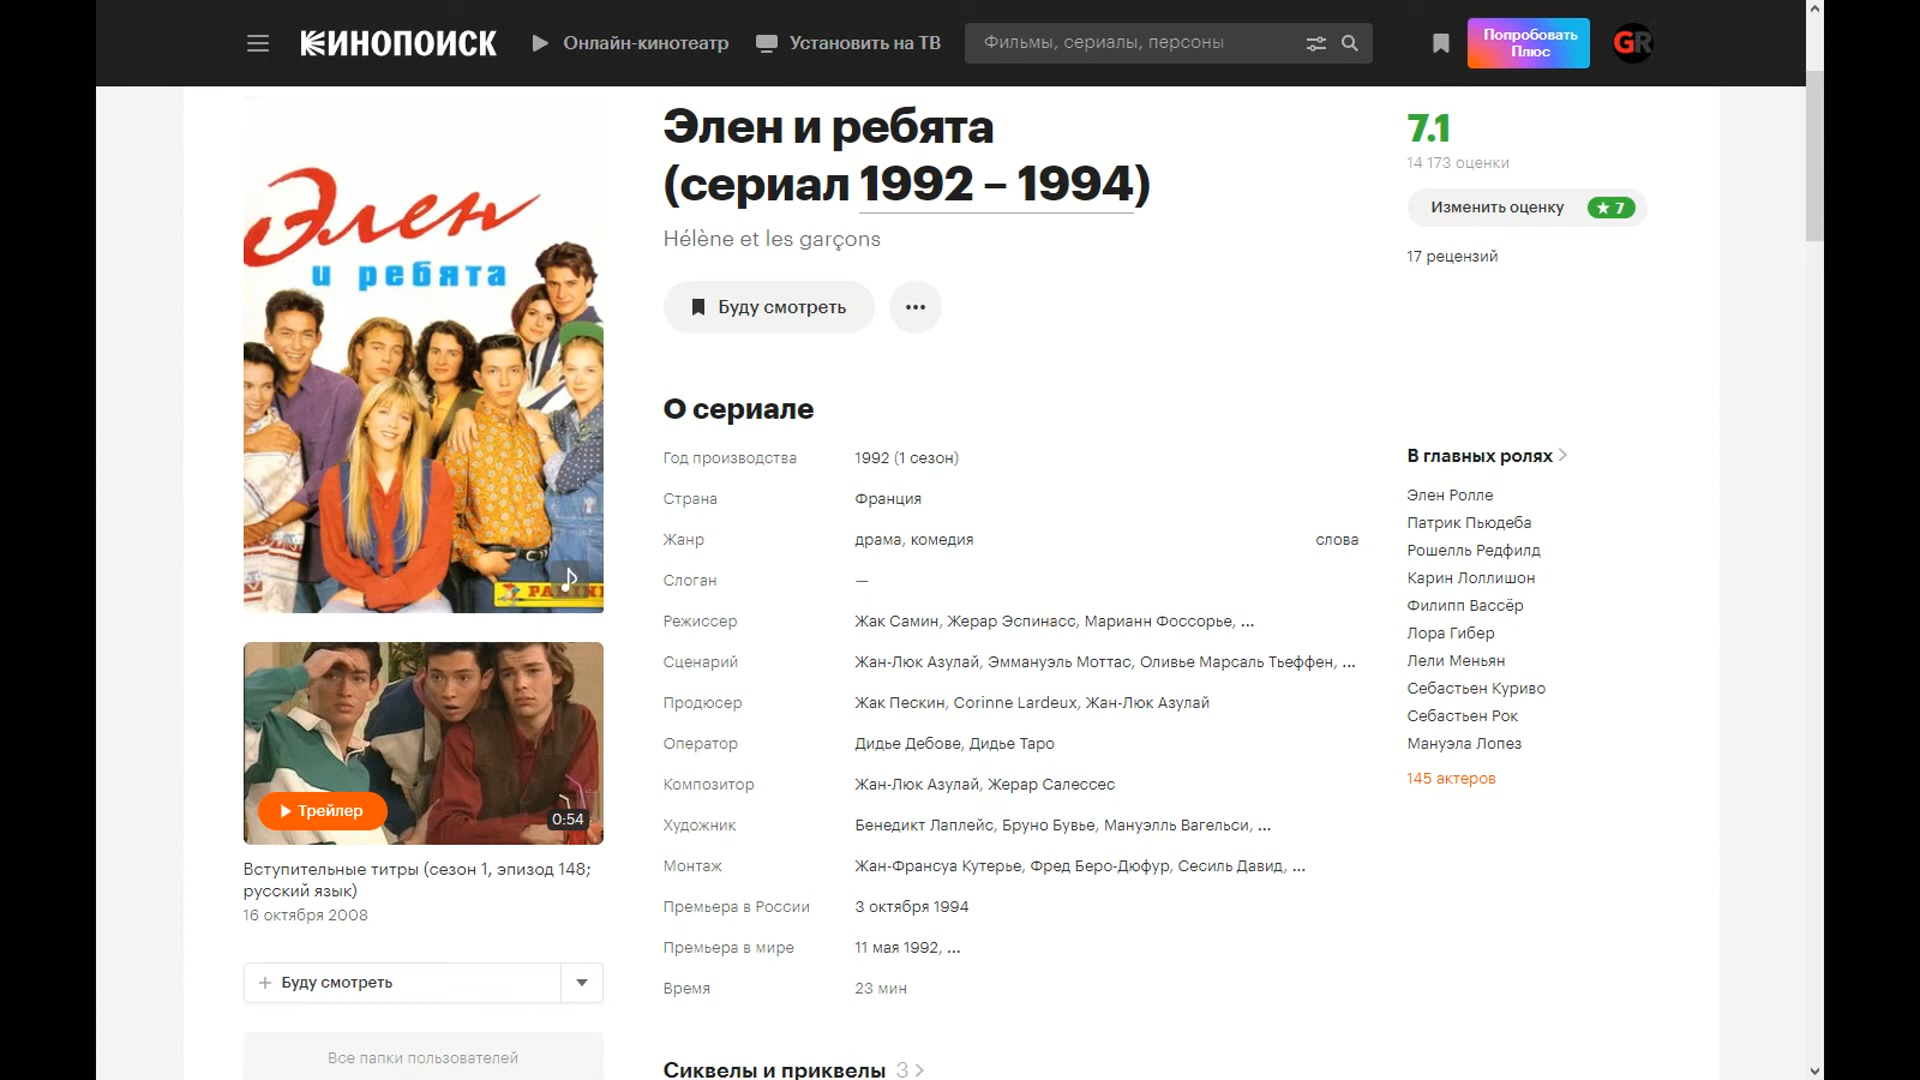 КИНОПОИСК
Онлайн-кинотеатр
Установить на ТВ
Фильмы, сериалы, персоны
Попробовать
Плюс
GR
Элен
и ребята
PANINI
Элен и ребята
(сериал 1992 – 1994)
Hélène et les garçons
Буду смотреть
7.1
14 173 оценки
Изменить оценку ★ 7
17 рецензий
О сериале
Год производства 1992 (1 сезон)
Страна Франция
Жанр драма, комедия слова
Слоган —
Режиссер Жак Самин, Жерар Эспинасс, Марианн Фоссорье, ...
Сценарий Жан-Люк Азулай, Эммануэль Моттас, Оливье Марсаль Тьеффен, ...
Продюсер Жак Пескин, Corinne Lardeux, Жан-Люк Азулай
Оператор Дидье Дебове, Дидье Таро
Композитор Жан-Люк Азулай, Жерар Салессес
Художник Бенедикт Лаплейс, Бруно Бувье, Мануэлль Вагельси, ...
Монтаж Жан-Франсуа Кутерье, Фред Беро-Дюфур, Сесиль Давид, ...
Премьера в России 3 октября 1994
Премьера в мире 11 мая 1992, ...
Время 23 мин
В главных ролях
Элен Ролле
Патрик Пьюдеба
Рошелль Редфилд
Карин Лоллишон
Филипп Вассёр
Лора Гибер
Лели Меньян
Себастьен Куриво
Себастьен Рок
Мануэла Лопез
145 актеров
Трейлер
0:54
Вступительные титры (сезон 1, эпизод 148;
русский язык)
16 октября 2008
Буду смотреть
Все папки пользователей
Сиквелы и приквелы 3